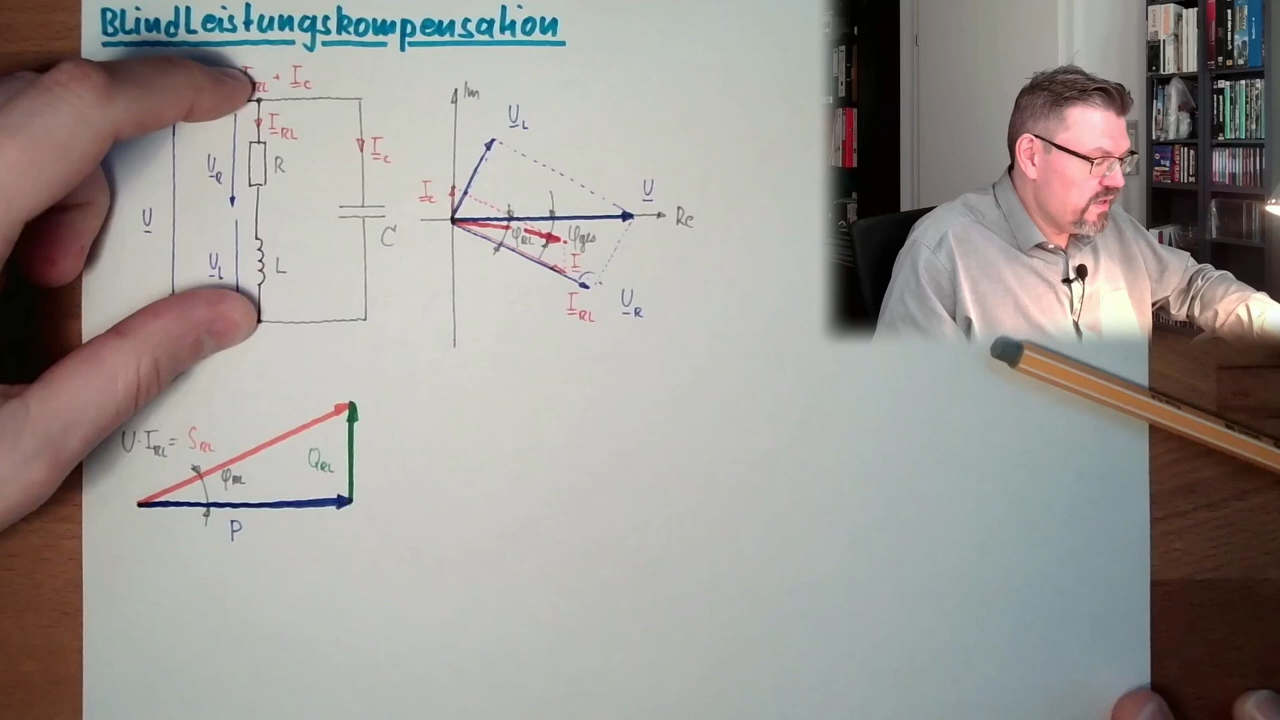 BlindLeistungskompensation
I_RL + I_C
I_RL
U_R
R
I_C
U
C
U_L
L
Im
U_L
I_C
U
Re
φ_RL
φ_ges
I
I_RL
U_R
U·I_RL = S_RL
φ_RL
Q_RL
P